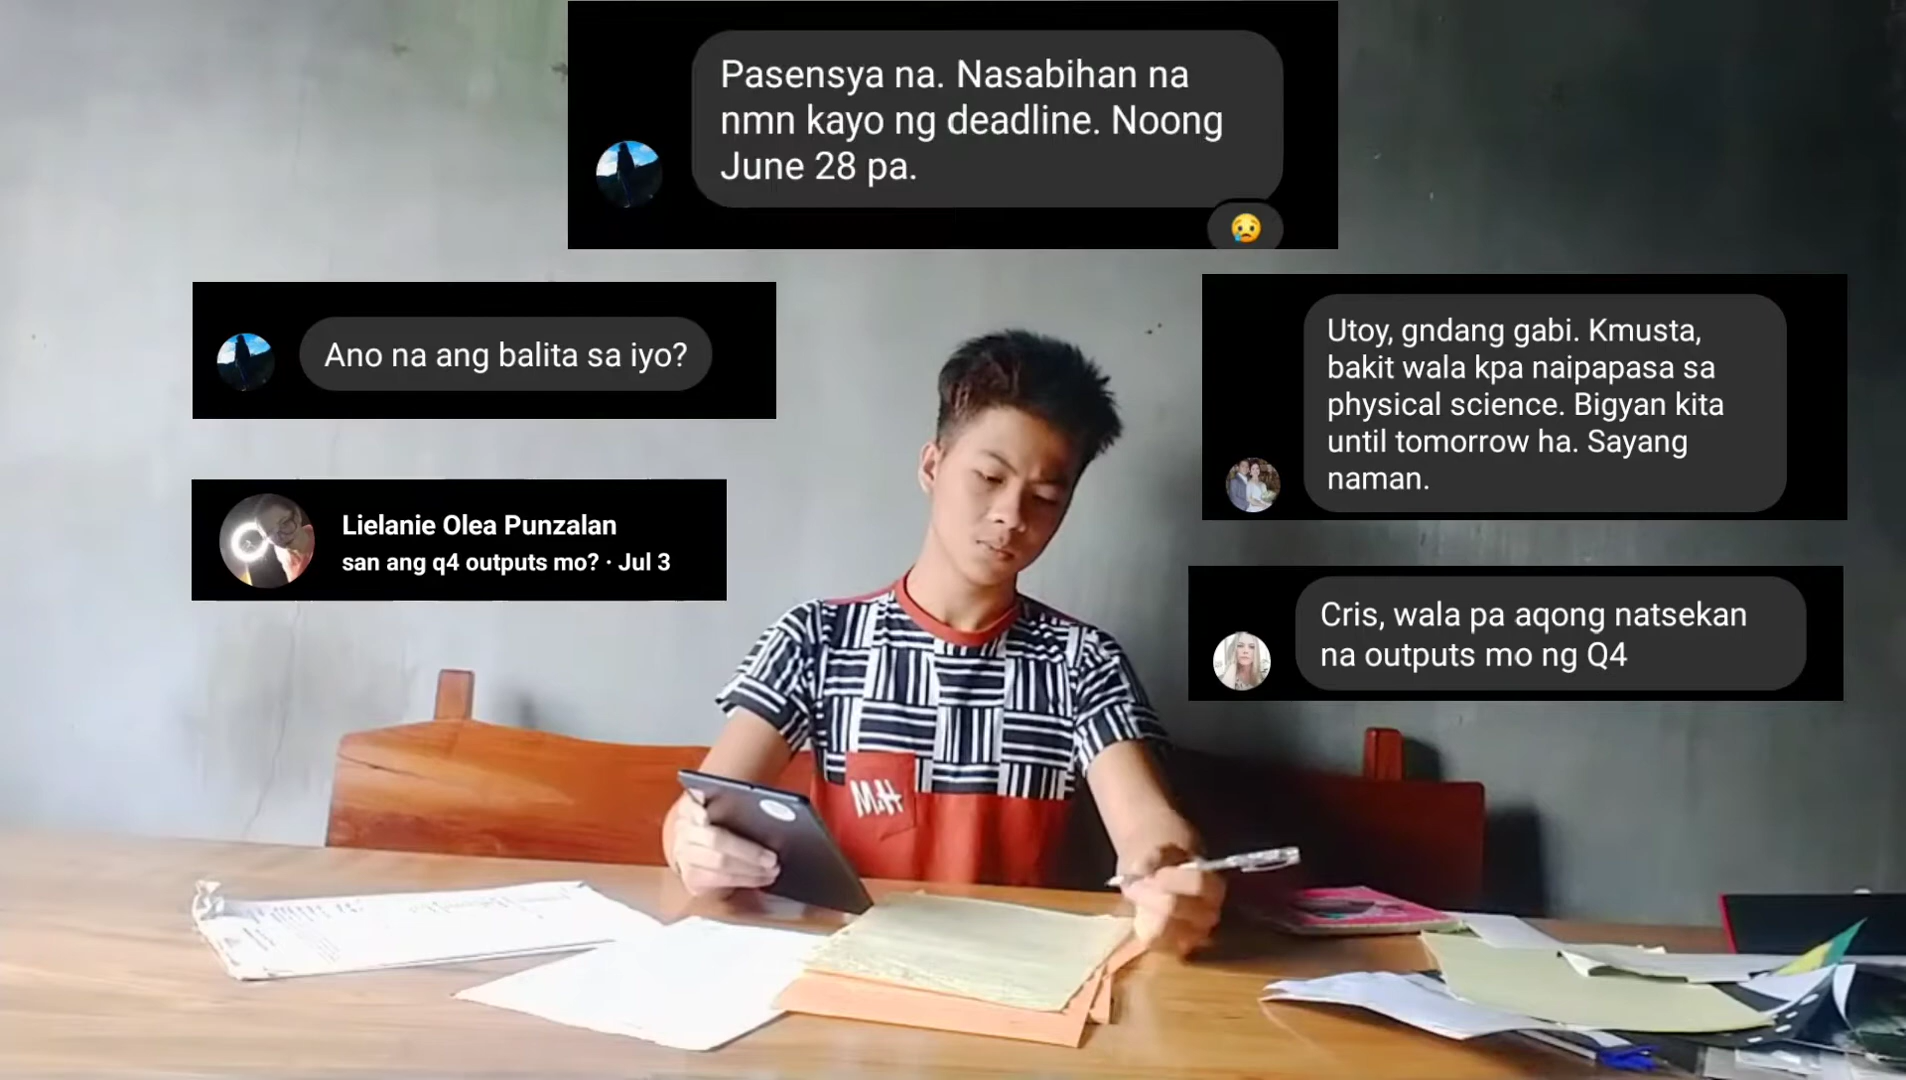 Pasensya na. Nasabihan na
nmn kayo ng deadline. Noong
June 28 pa.
Ano na ang balita sa iyo?
Lielanie Olea Punzalan
san ang q4 outputs mo? · Jul 3
Utoy, gndang gabi. Kmusta,
bakit wala kpa naipapasa sa
physical science. Bigyan kita
until tomorrow ha. Sayang
naman.
Cris, wala pa aqong natsekan
na outputs mo ng Q4
M.H